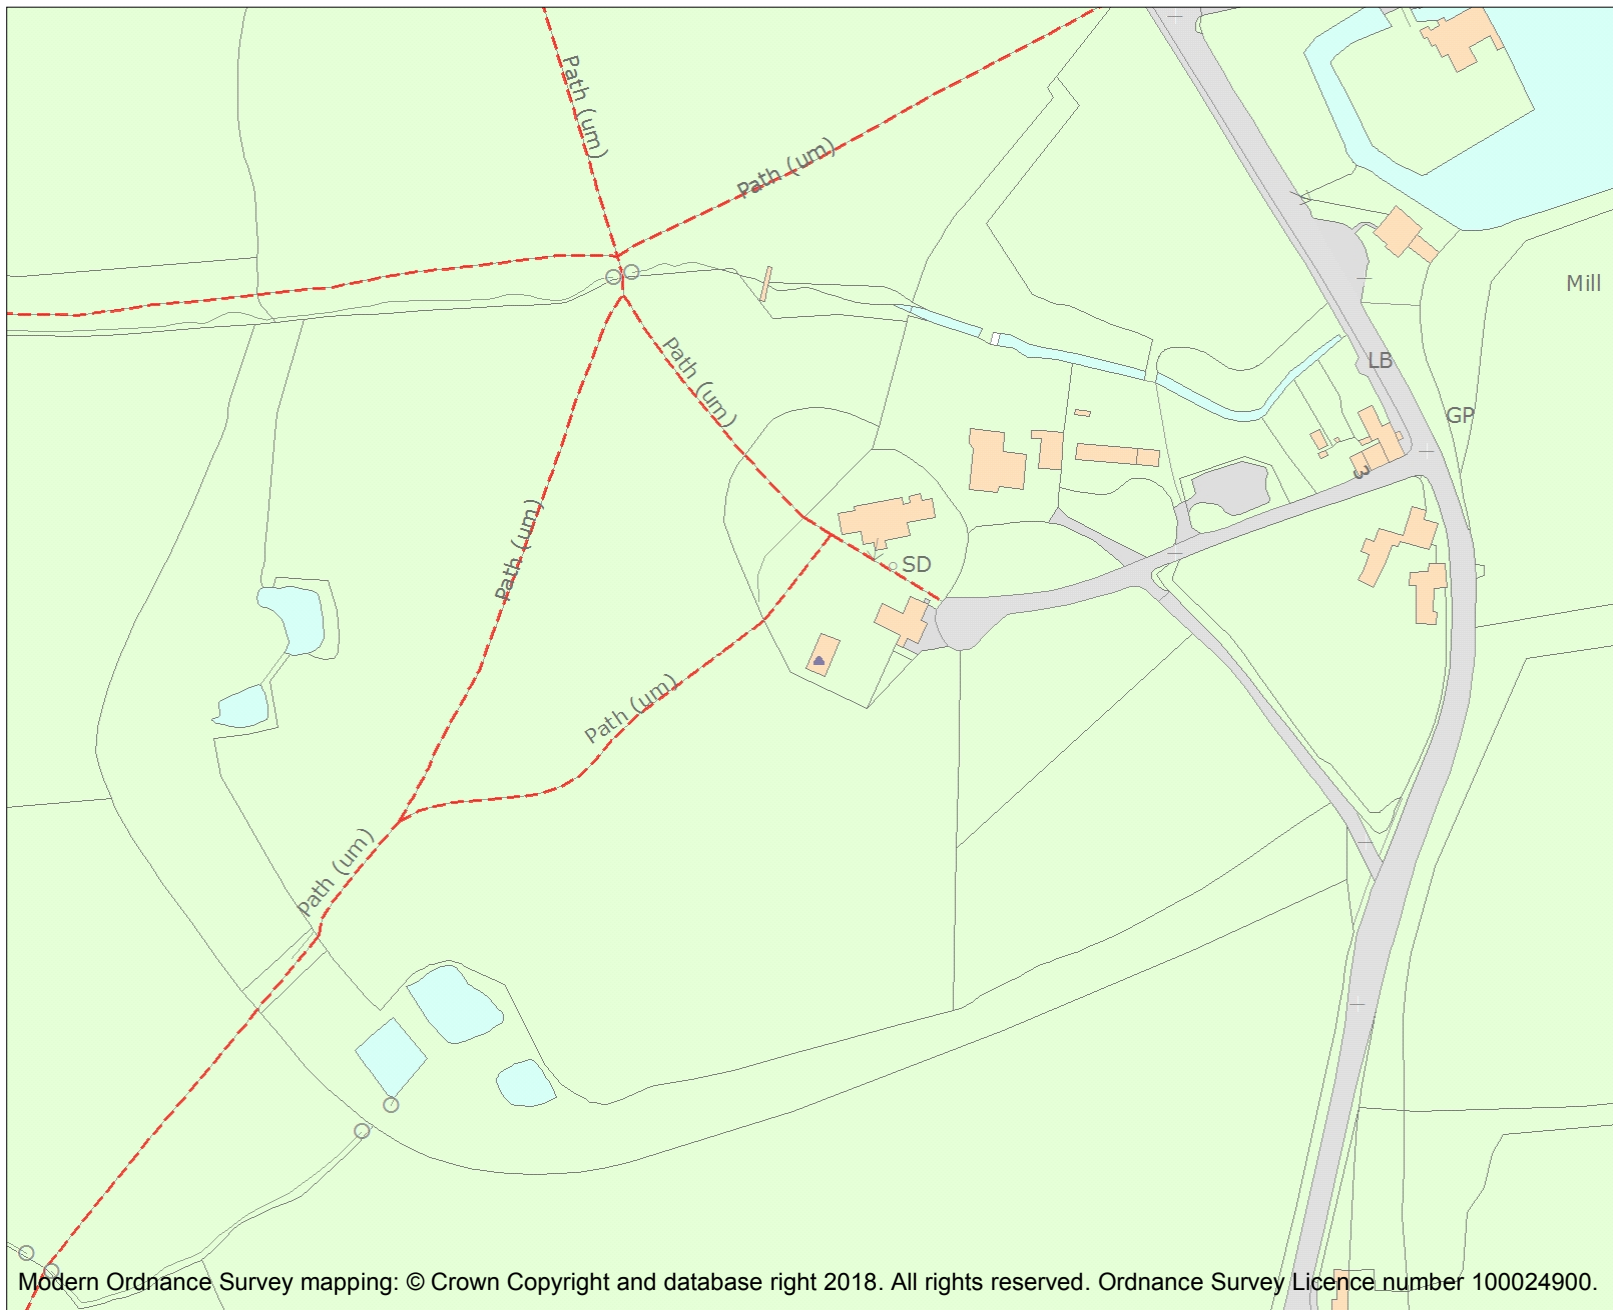 Path (um)
Path (um)
Mill
LB
Path (um)
GP
3
Path (um)
SD
Path (um)
Path (um)
Modern Ordnance Survey mapping: © Crown Copyright and database right 2018. All rights reserved. Ordnance Survey Licence number 100024900.